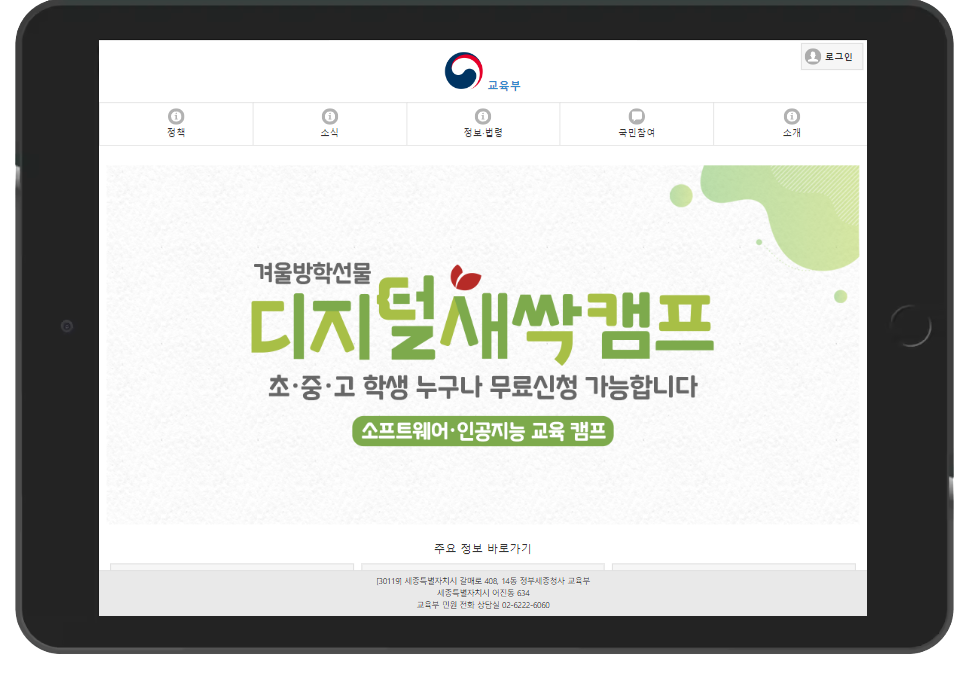 로그인
교육부
정책
소식
정보·법령
국민참여
소개
겨울방학선물
디지털새싹캠프
초·중·고 학생 누구나 무료신청 가능합니다
소프트웨어·인공지능 교육 캠프
주요 정보 바로가기
[30119] 세종특별자치시 갈매로 408, 14동 정부세종청사 교육부
세종특별자치시 어진동 634
교육부 민원 전화 상담실 02-6222-6060